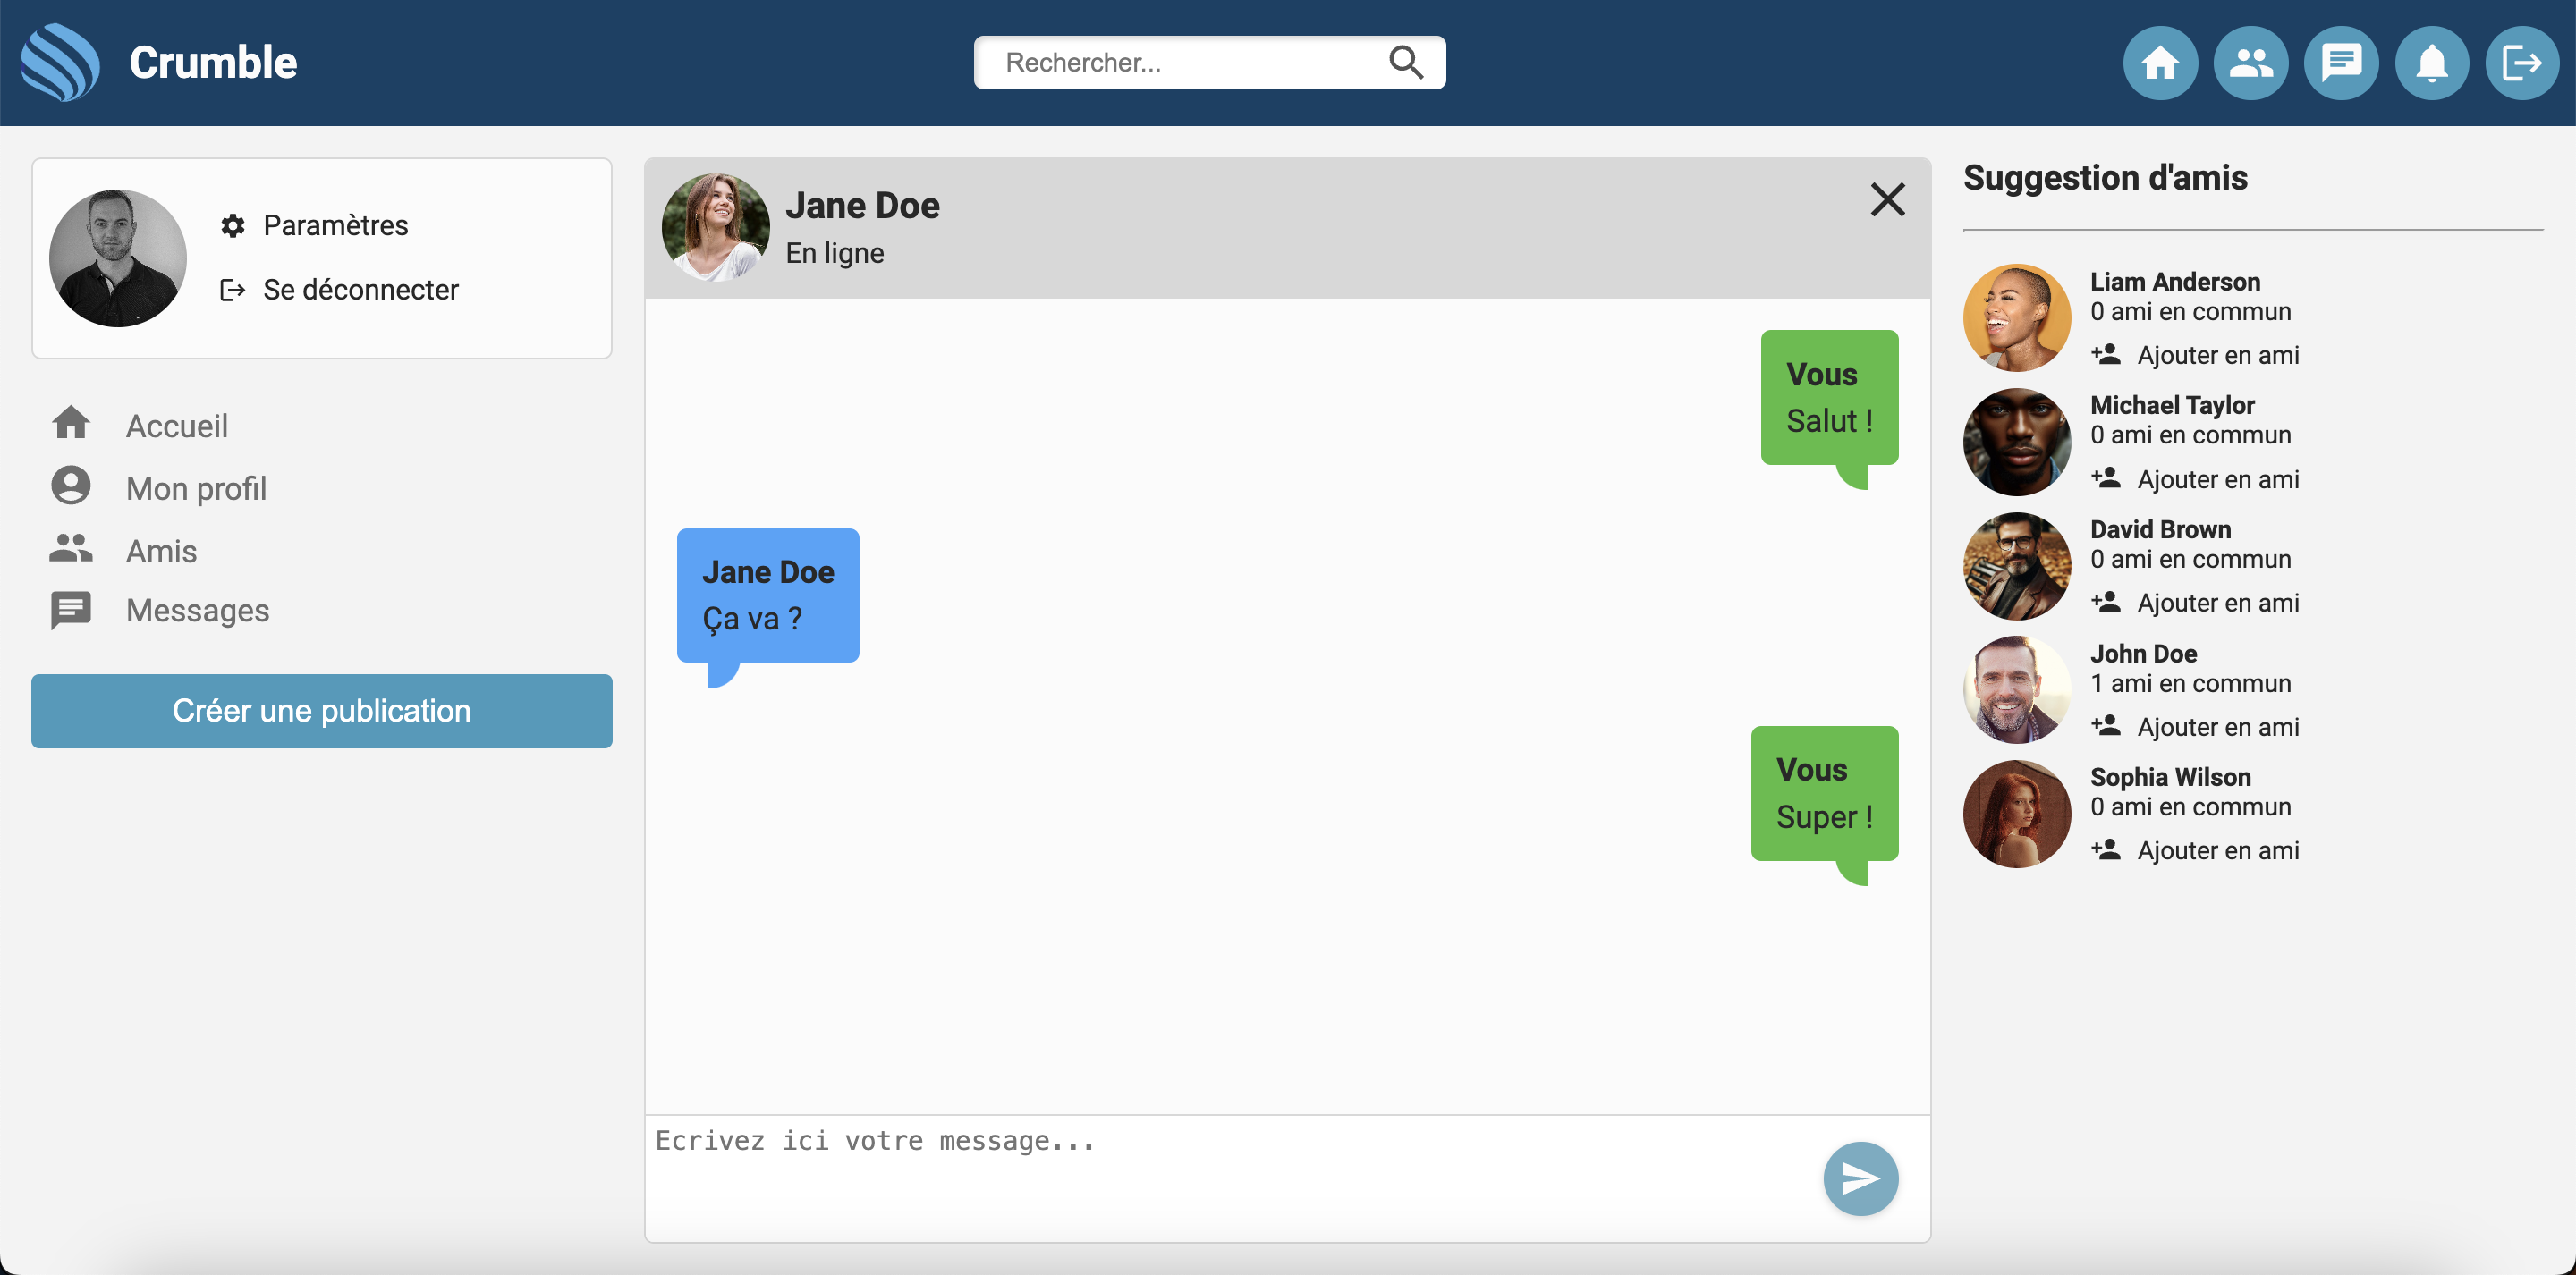 Crumble
Rechercher...
Paramètres
Se déconnecter
Accueil
Mon profil
Amis
Messages
Créer une publication
Jane Doe
En ligne
Vous
Salut !
Jane Doe
Ça va ?
Vous
Super !
Ecrivez ici votre message...
Suggestion d'amis
Liam Anderson
0 ami en commun
Ajouter en ami
Michael Taylor
0 ami en commun
Ajouter en ami
David Brown
0 ami en commun
Ajouter en ami
John Doe
1 ami en commun
Ajouter en ami
Sophia Wilson
0 ami en commun
Ajouter en ami